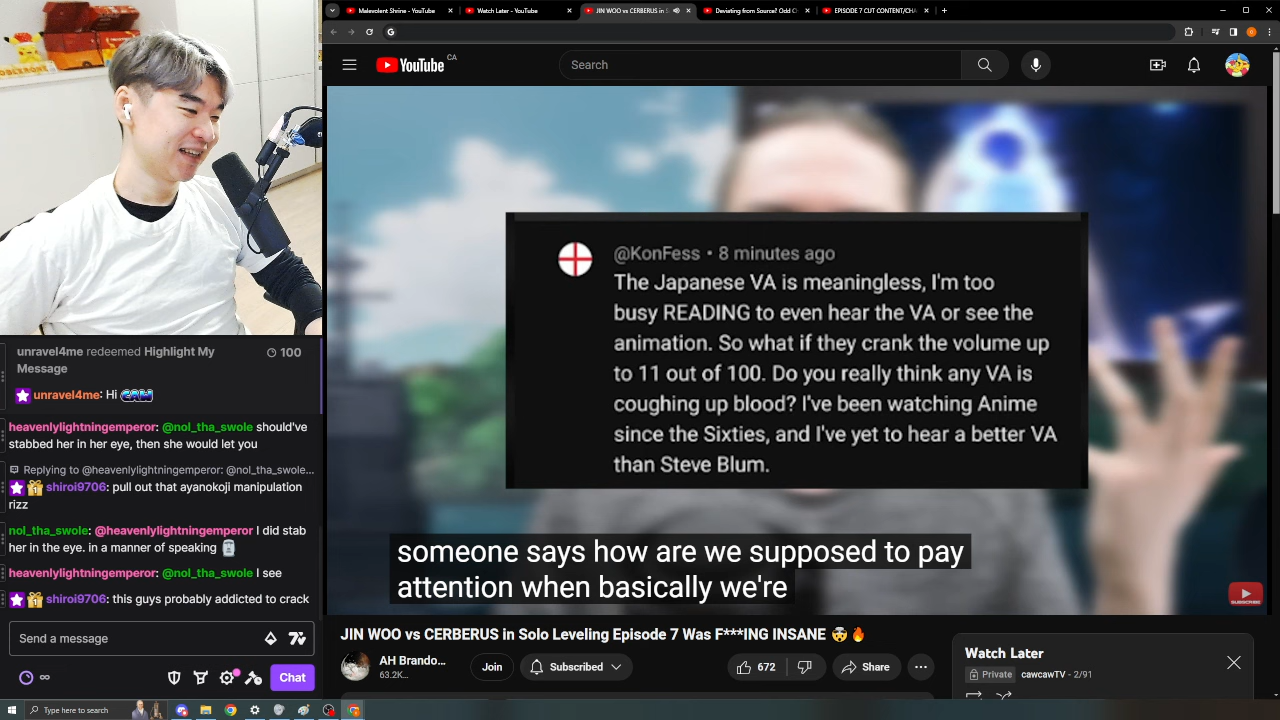 Malevolent Shrine - YouTube
Watch Later - YouTube
JIN WOO vs CERBERUS in S
Deviating from Source? Odd C
EPISODE 7 CUT CONTENT/CHA
YouTube CA
Search
@KonFess • 8 minutes ago
The Japanese VA is meaningless, I'm too
busy READING to even hear the VA or see the
animation. So what if they crank the volume up
to 11 out of 100. Do you really think any VA is
coughing up blood? I've been watching Anime
since the Sixties, and I've yet to hear a better VA
than Steve Blum.
someone says how are we supposed to pay
attention when basically we're
SUBSCRIBE
JIN WOO vs CERBERUS in Solo Leveling Episode 7 Was F***ING INSANE 🤯🔥
AH Brando...
63.2K...
Join
Subscribed
672
Share
Watch Later
Private
cawcawTV - 2/91
unravel4me redeemed Highlight My
Message
100
unravel4me: Hi
heavenlylightningemperor: @nol_tha_swole should've
stabbed her in her eye, then she would let you
Replying to @heavenlylightningemperor: @nol_tha_swole...
shiroi9706: pull out that ayanokoji manipulation
rizz
nol_tha_swole: @heavenlylightningemperor I did stab
her in the eye. in a manner of speaking 🗿
heavenlylightningemperor: @nol_tha_swole I see
shiroi9706: this guys probably addicted to crack
Send a message
∞
Chat
Type here to search